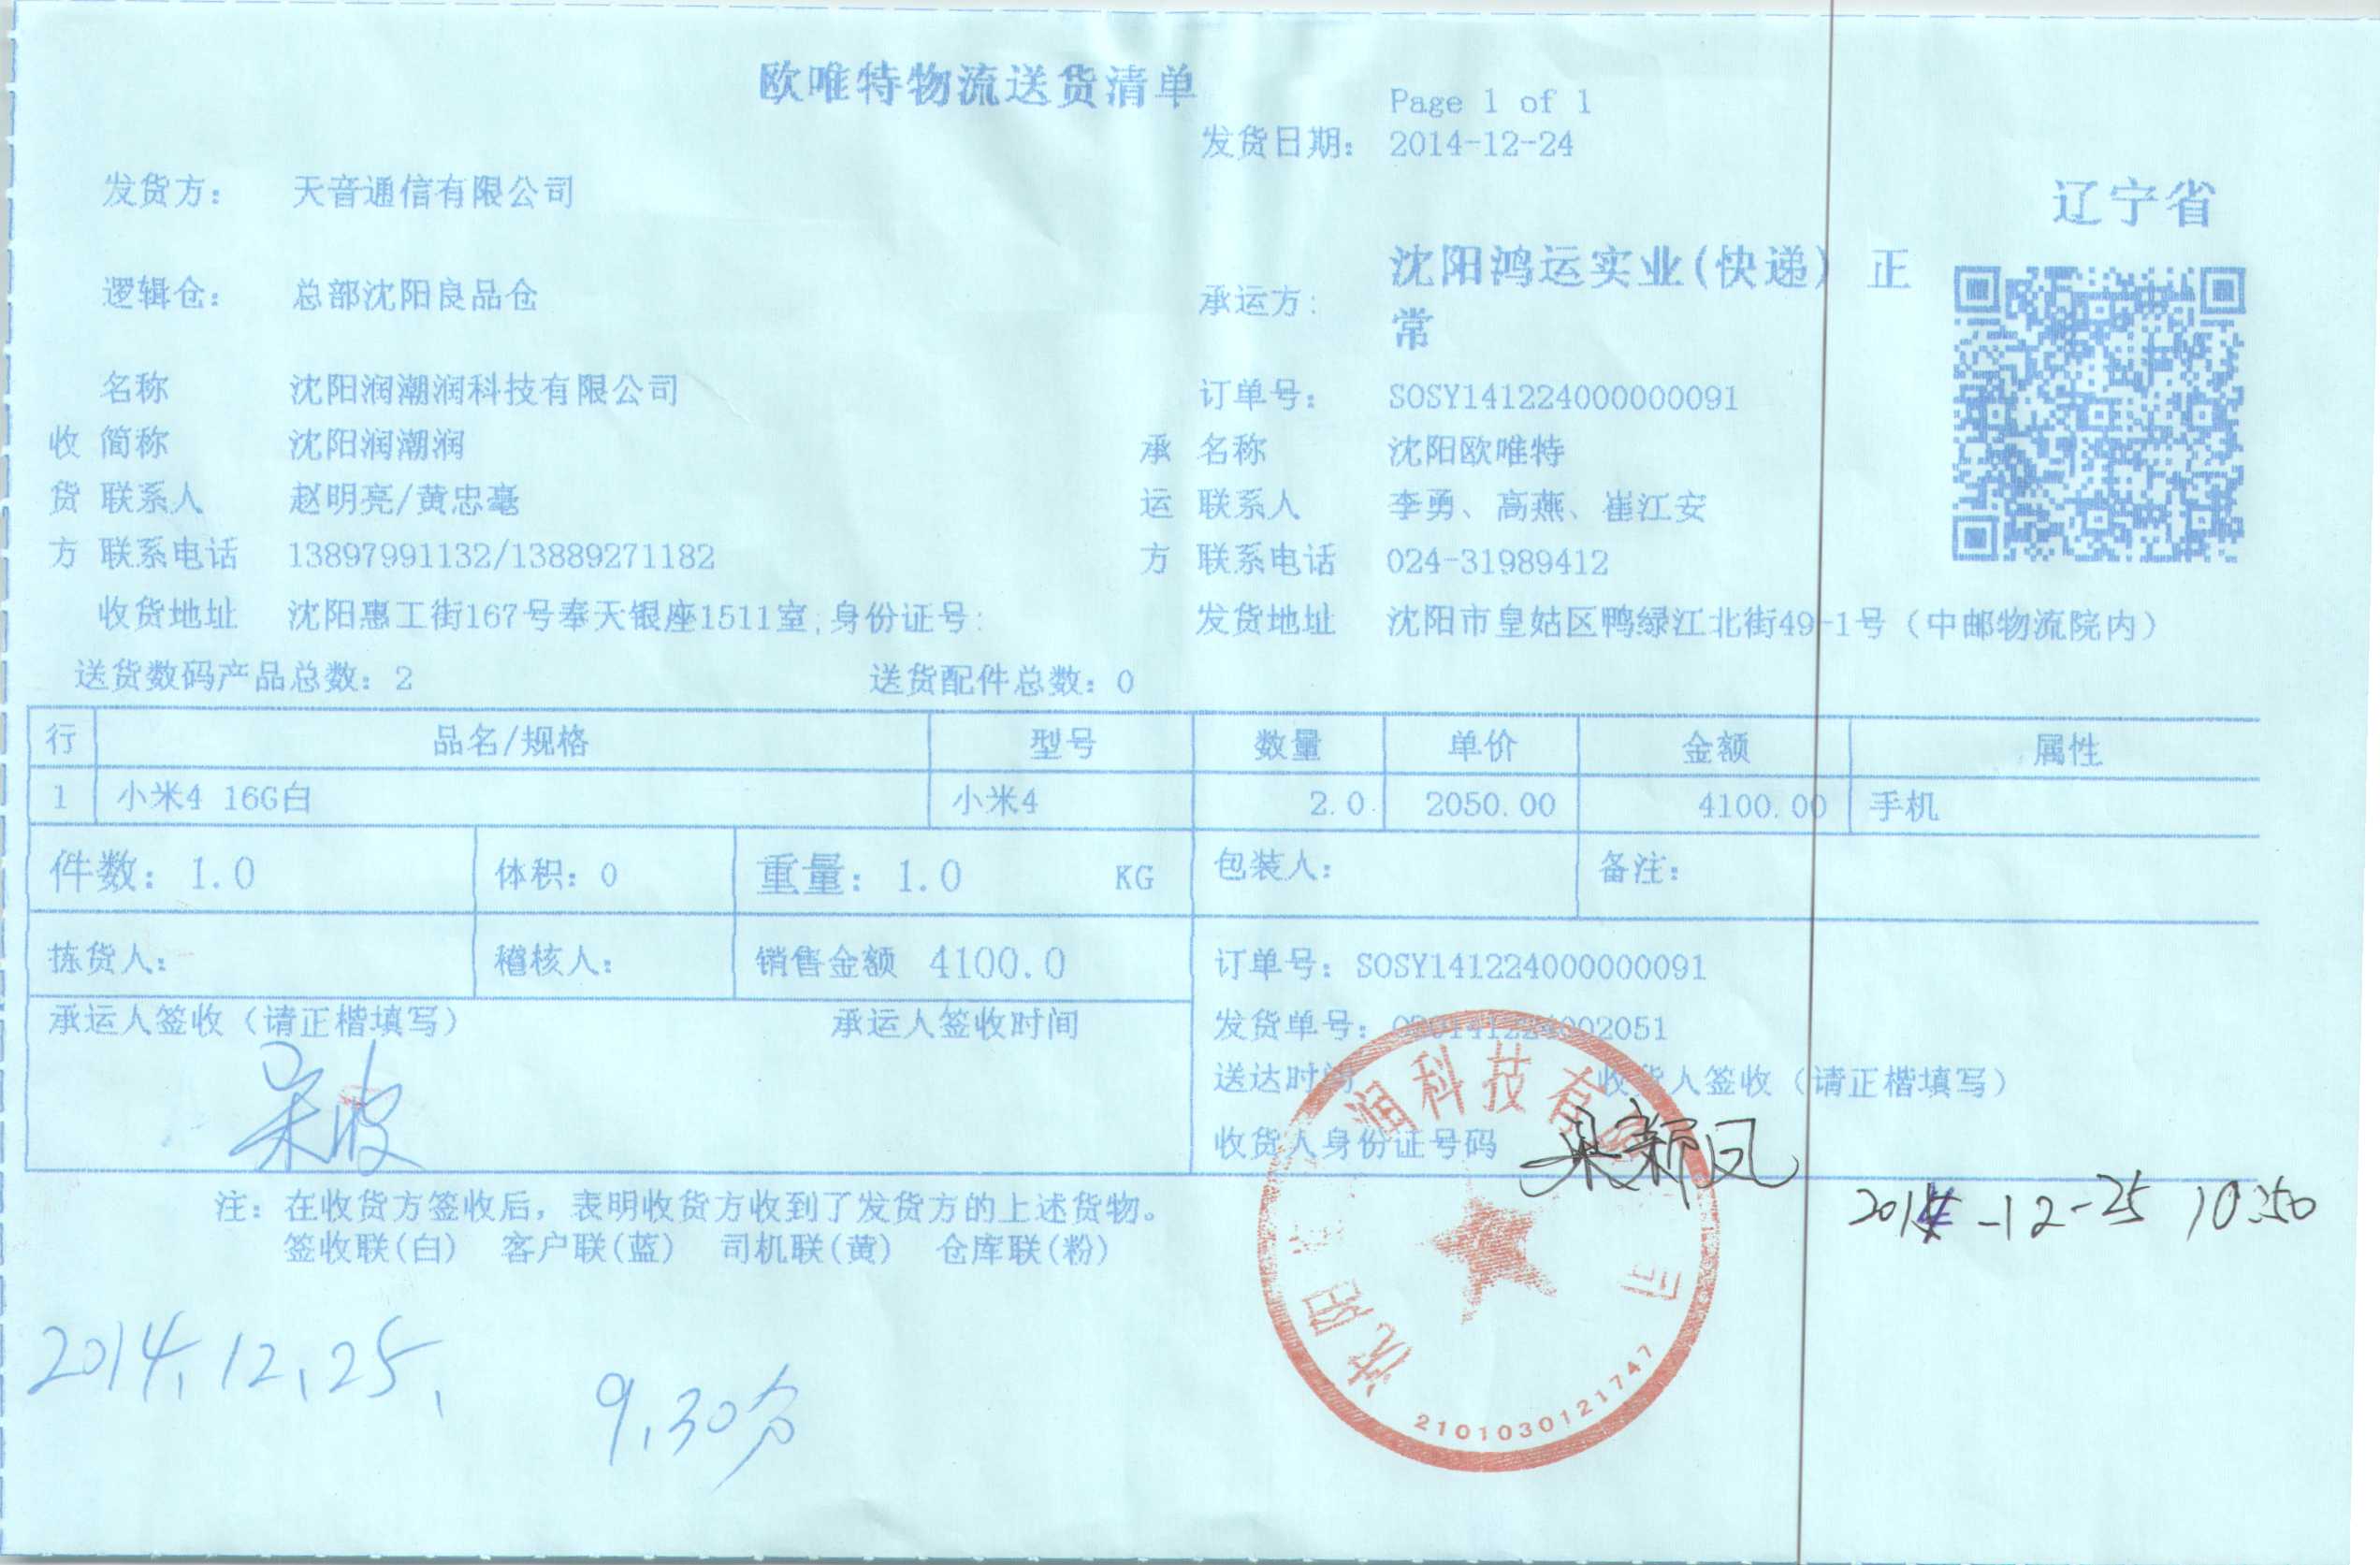 欧唯特物流送货清单
Page 1 of 1
发货日期: 2014-12-24
发货方: 天音通信有限公司
辽宁省
逻辑仓: 总部沈阳良品仓
承运方: 沈阳鸿运实业(快递) 正
常
名称 沈阳润潮润科技有限公司
订单号: SOSY141224000000091
收 简称 沈阳润潮润
承 名称 沈阳欧唯特
货 联系人 赵明亮/黄忠毫
运 联系人 李勇、高燕、崔江安
方 联系电话 13897991132/13889271182
方 联系电话 024-31989412
收货地址 沈阳惠工街167号奉天银座1511室;身份证号:
发货地址 沈阳市皇姑区鸭绿江北街49-1号（中邮物流院内）
送货数码产品总数: 2 送货配件总数: 0
行 品名/规格 型号 数量 单价 金额 属性
1 小米4 16G白 小米4 2.0 2050.00 4100.00 手机
件数: 1.0 体积: 0 重量: 1.0 KG 包装人: 备注:
拣货人: 稽核人: 销售金额 4100.0
订单号: SOSY141224000000091
承运人签收（请正楷填写） 承运人签收时间
发货单号: 002051
送达时间 收货人签收（请正楷填写）
收货人身份证号码
2014-12-25 10:50
注: 在收货方签收后，表明收货方收到了发货方的上述货物。
签收联(白) 客户联(蓝) 司机联(黄) 仓库联(粉)
沈阳 润科技有 司
2101030121747
2014.12.25.
9.30分